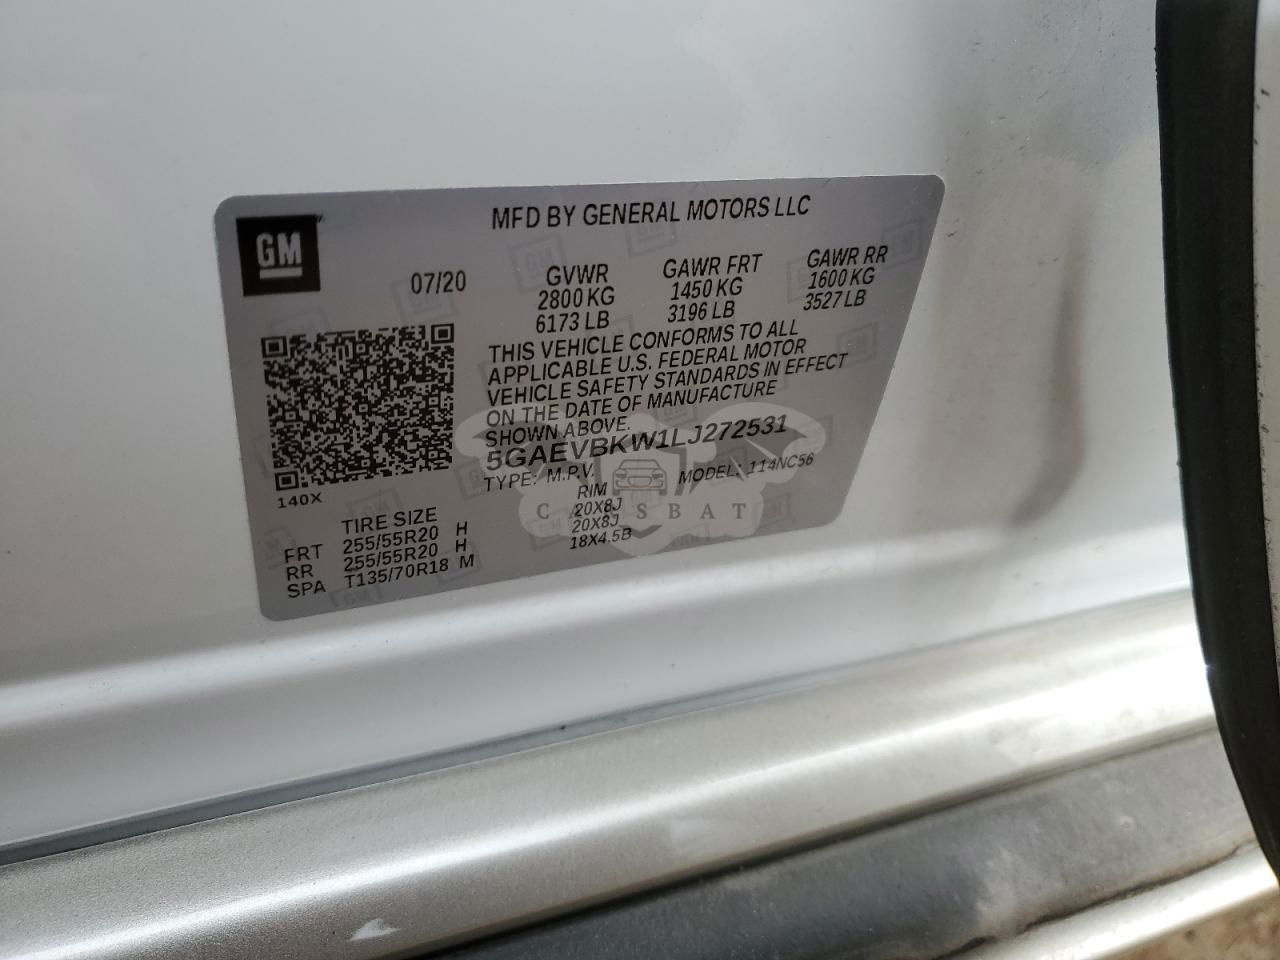 MFD BY GENERAL MOTORS LLC
GM
07/20
GVWR GAWR FRT GAWR RR
2800 KG 1450 KG 1600 KG
6173 LB 3196 LB 3527 LB
THIS VEHICLE CONFORMS TO ALL
APPLICABLE U.S. FEDERAL MOTOR
VEHICLE SAFETY STANDARDS IN EFFECT
ON THE DATE OF MANUFACTURE
SHOWN ABOVE.
5GAEVBKW1LJ272531
TYPE: M.P.V. MODEL: 114NC56
140X
TIRE SIZE RIM
FRT 255/55R20 H 20X8J
RR 255/55R20 H 20X8J
SPA T135/70R18 M 18X4.5B